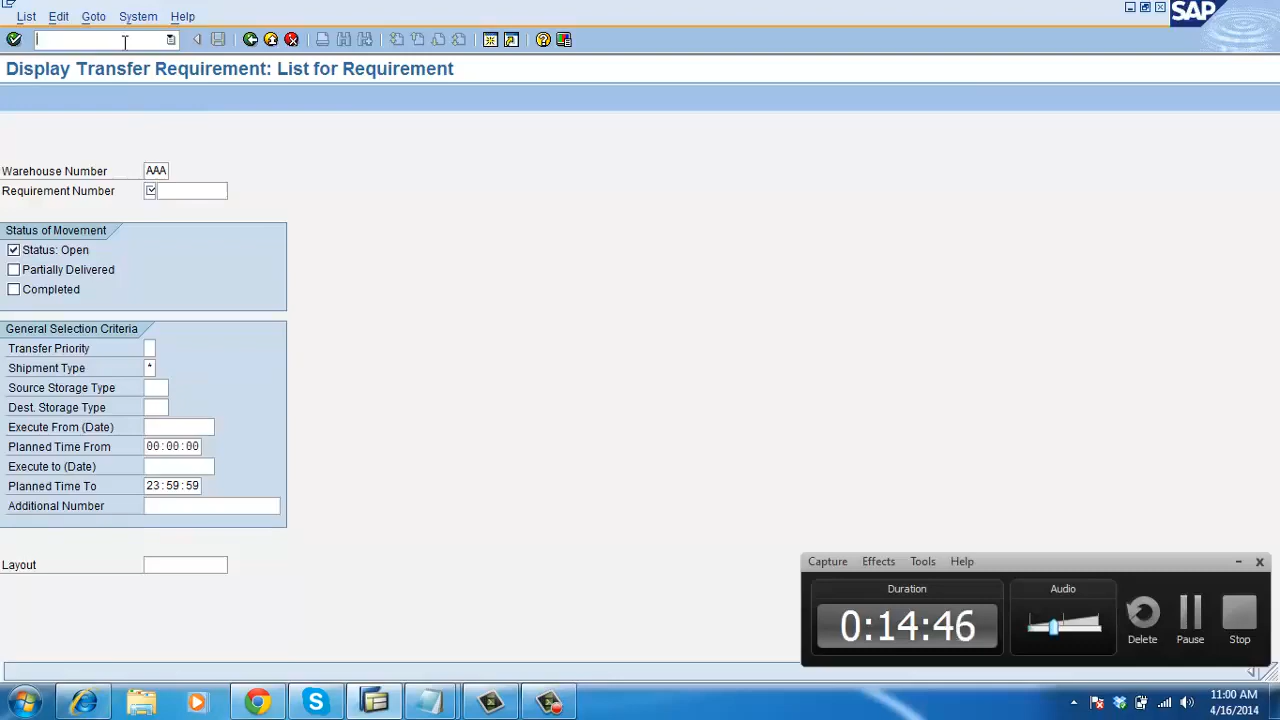 List Edit Goto System Help
SAP
Display Transfer Requirement: List for Requirement
Warehouse Number AAA
Requirement Number
Status of Movement
Status: Open
Partially Delivered
Completed
General Selection Criteria
Transfer Priority
Shipment Type *
Source Storage Type
Dest. Storage Type
Execute From (Date)
Planned Time From 00:00:00
Execute to (Date)
Planned Time To 23:59:59
Additional Number
Layout
Capture Effects Tools Help
Duration Audio
0:14:46
Delete Pause Stop
11:00 AM
4/16/2014